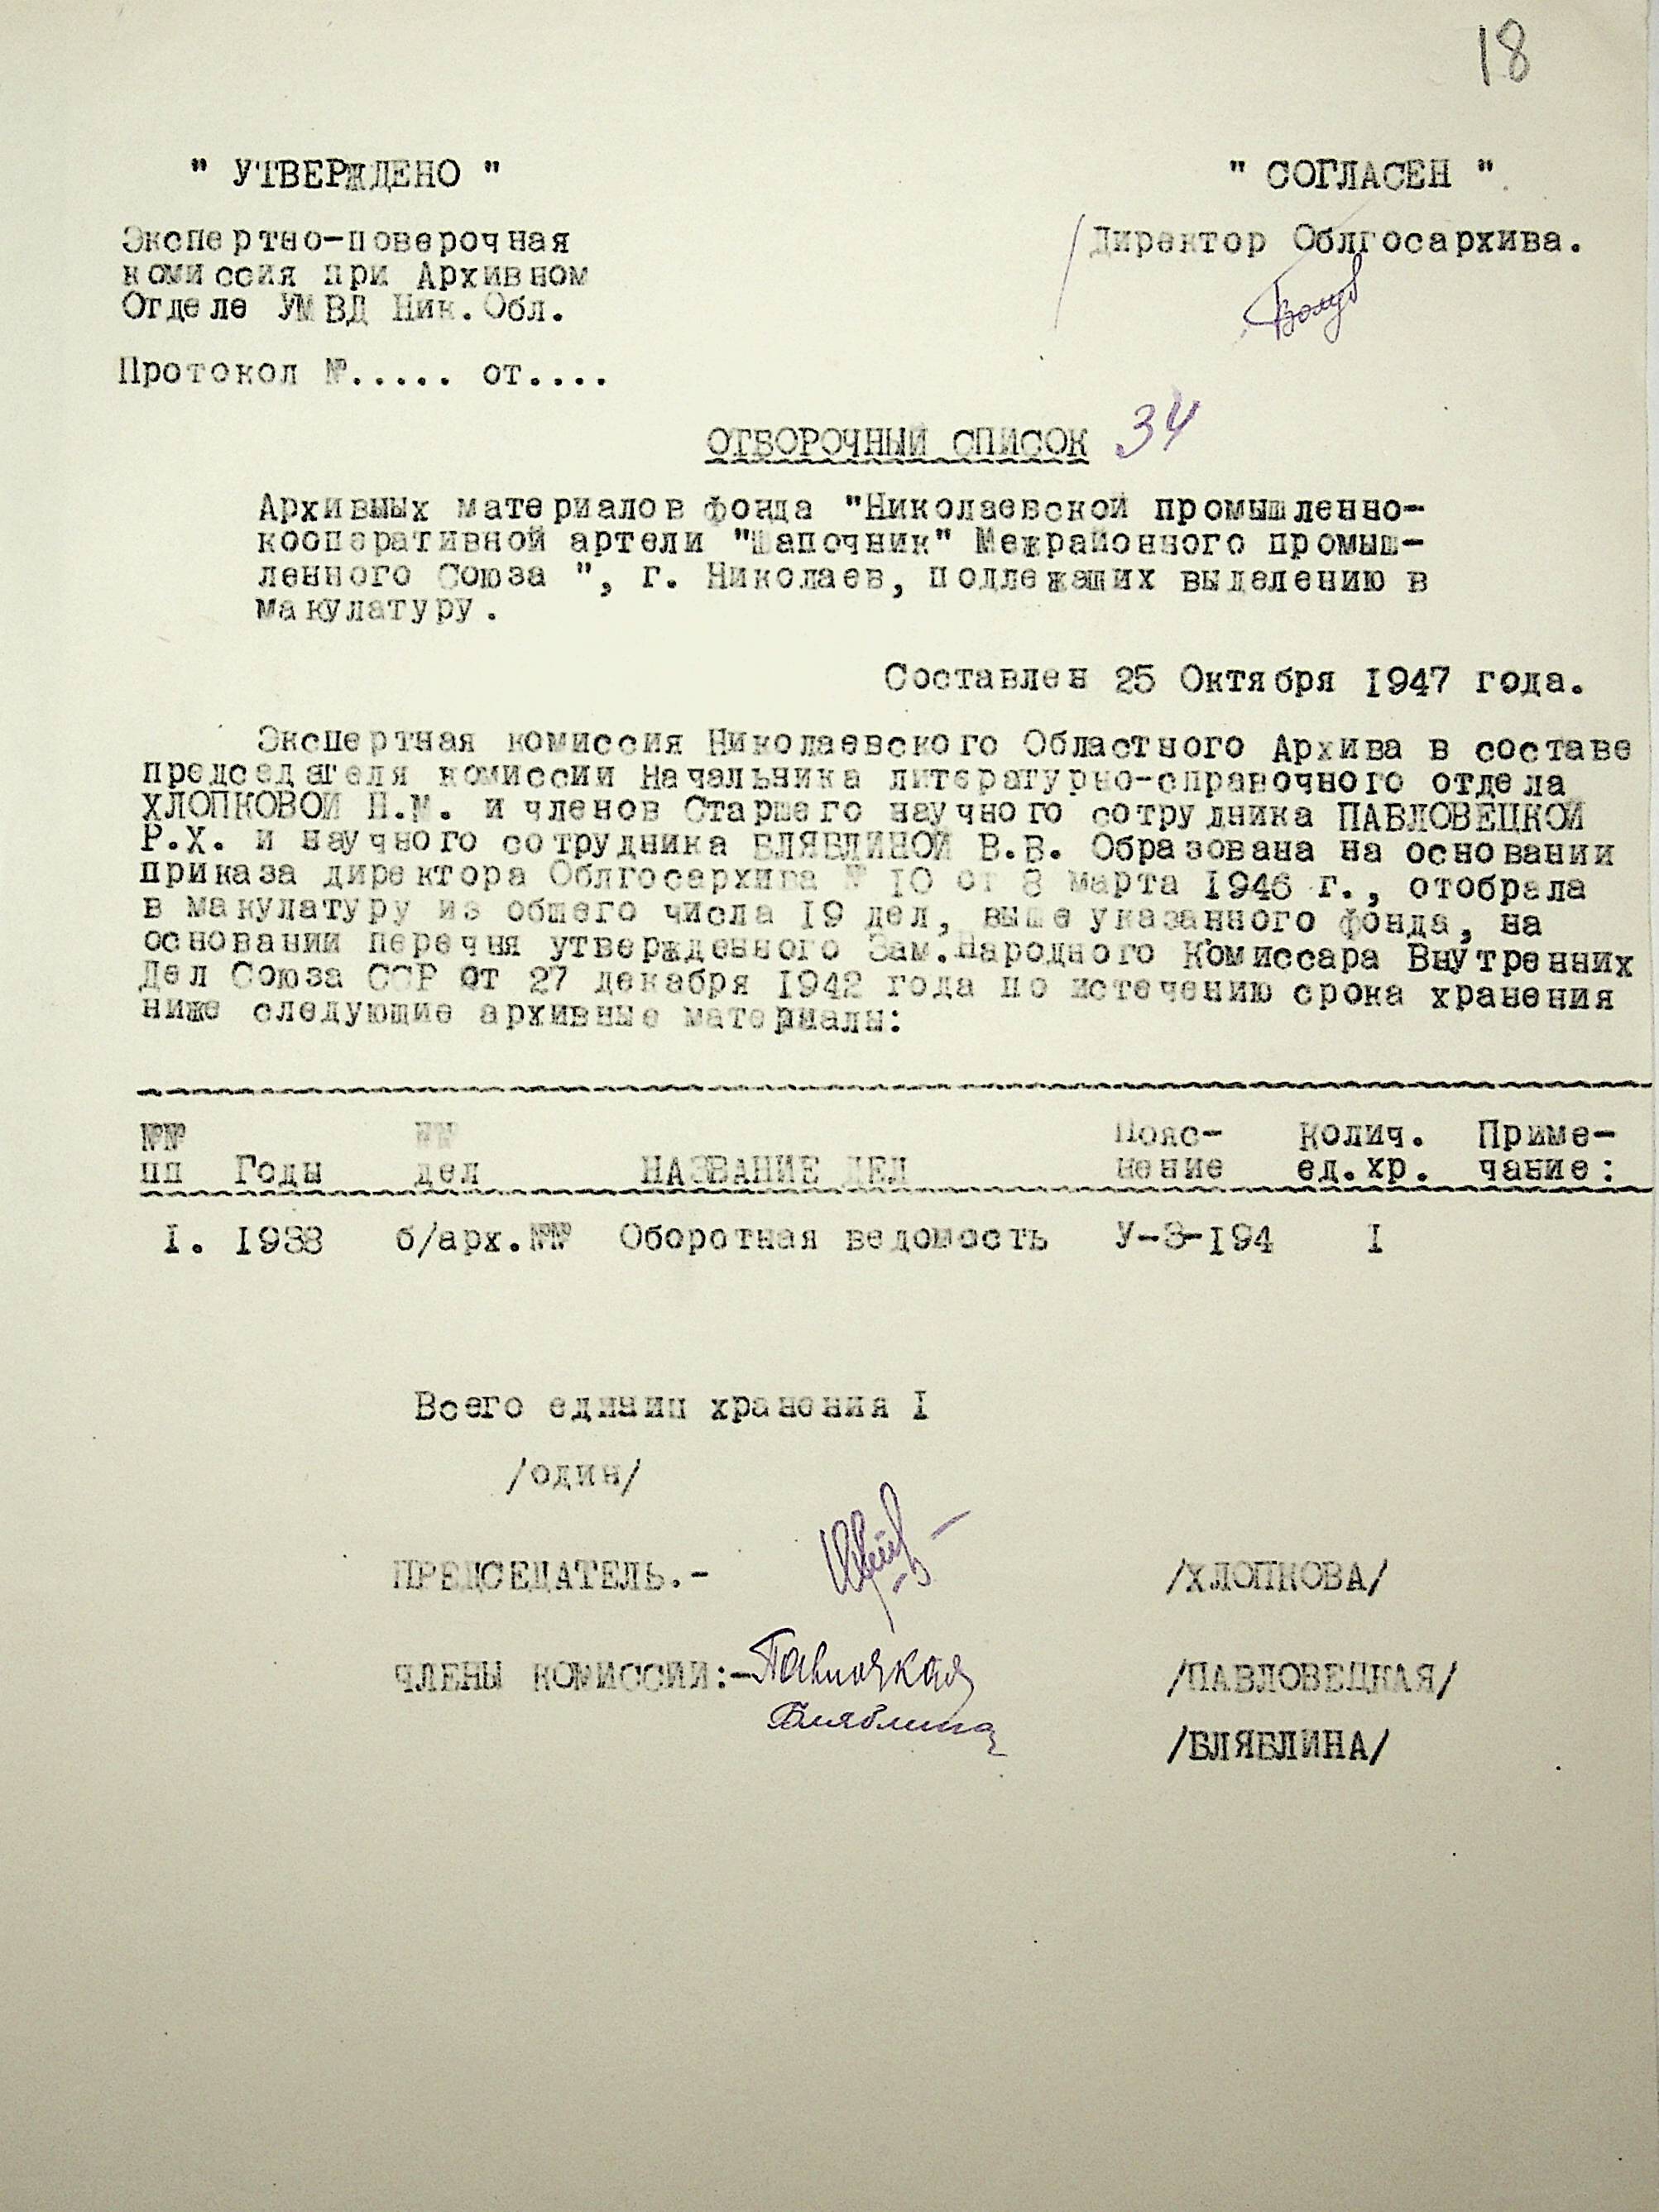 18
" УТВЕРЖДЕНО "
" СОГЛАСЕН ".
Экспертно-поверочная
комиссия при Архивном
Отделе УМВД Ник.Обл.
Директор Облгосархива.
Протокол №..... от....
ОТБОРОЧНЫЙ СПИСОК 34
Архивных материалов фонда "Николаевской промышленно-
кооперативной артели "Шапочник" Межрайонного промыш-
ленного Союза ", г. Николаев, подлежащих выделению в
макулатуру.
Составлен 25 Октября 1947 года.
Экспертная комиссия Николаевского Областного Архива в составе
председателя комиссии Начальника литературно-справочного отдела
ХЛОПКОВОЙ Н.М. и членов Старшего научного сотрудника ПАВЛОВЕЦКОЙ
Р.Х. и научного сотрудника БЛЯБЛИНОЙ В.В. Образована на основании
приказа директора Облгосархива № 10 от 8 марта 1946 г., отобрала
в макулатуру из общего числа 19 дел, выше указанного фонда, на
основании перечня утвержденного Зам.Народного Комиссара Внутренних
Дел Союза ССР от 27 декабря 1942 года по истечению срока хранения
ниже следующие архивные материалы:
№№ №№ Пояс- Колич. Приме-
пп Годы дел НАЗВАНИЕ ДЕЛ нение ед.хр. чание:
I. 1938 б/арх.№№ Оборотная ведомость У-3-194 I
Всего единиц хранения I
/один/
ПРЕДСЕДАТЕЛЬ.- /ХЛОПКОВА/
ЧЛЕНЫ КОМИССИИ:- /ПАВЛОВЕЦКАЯ/
Бляблина
/БЛЯБЛИНА/